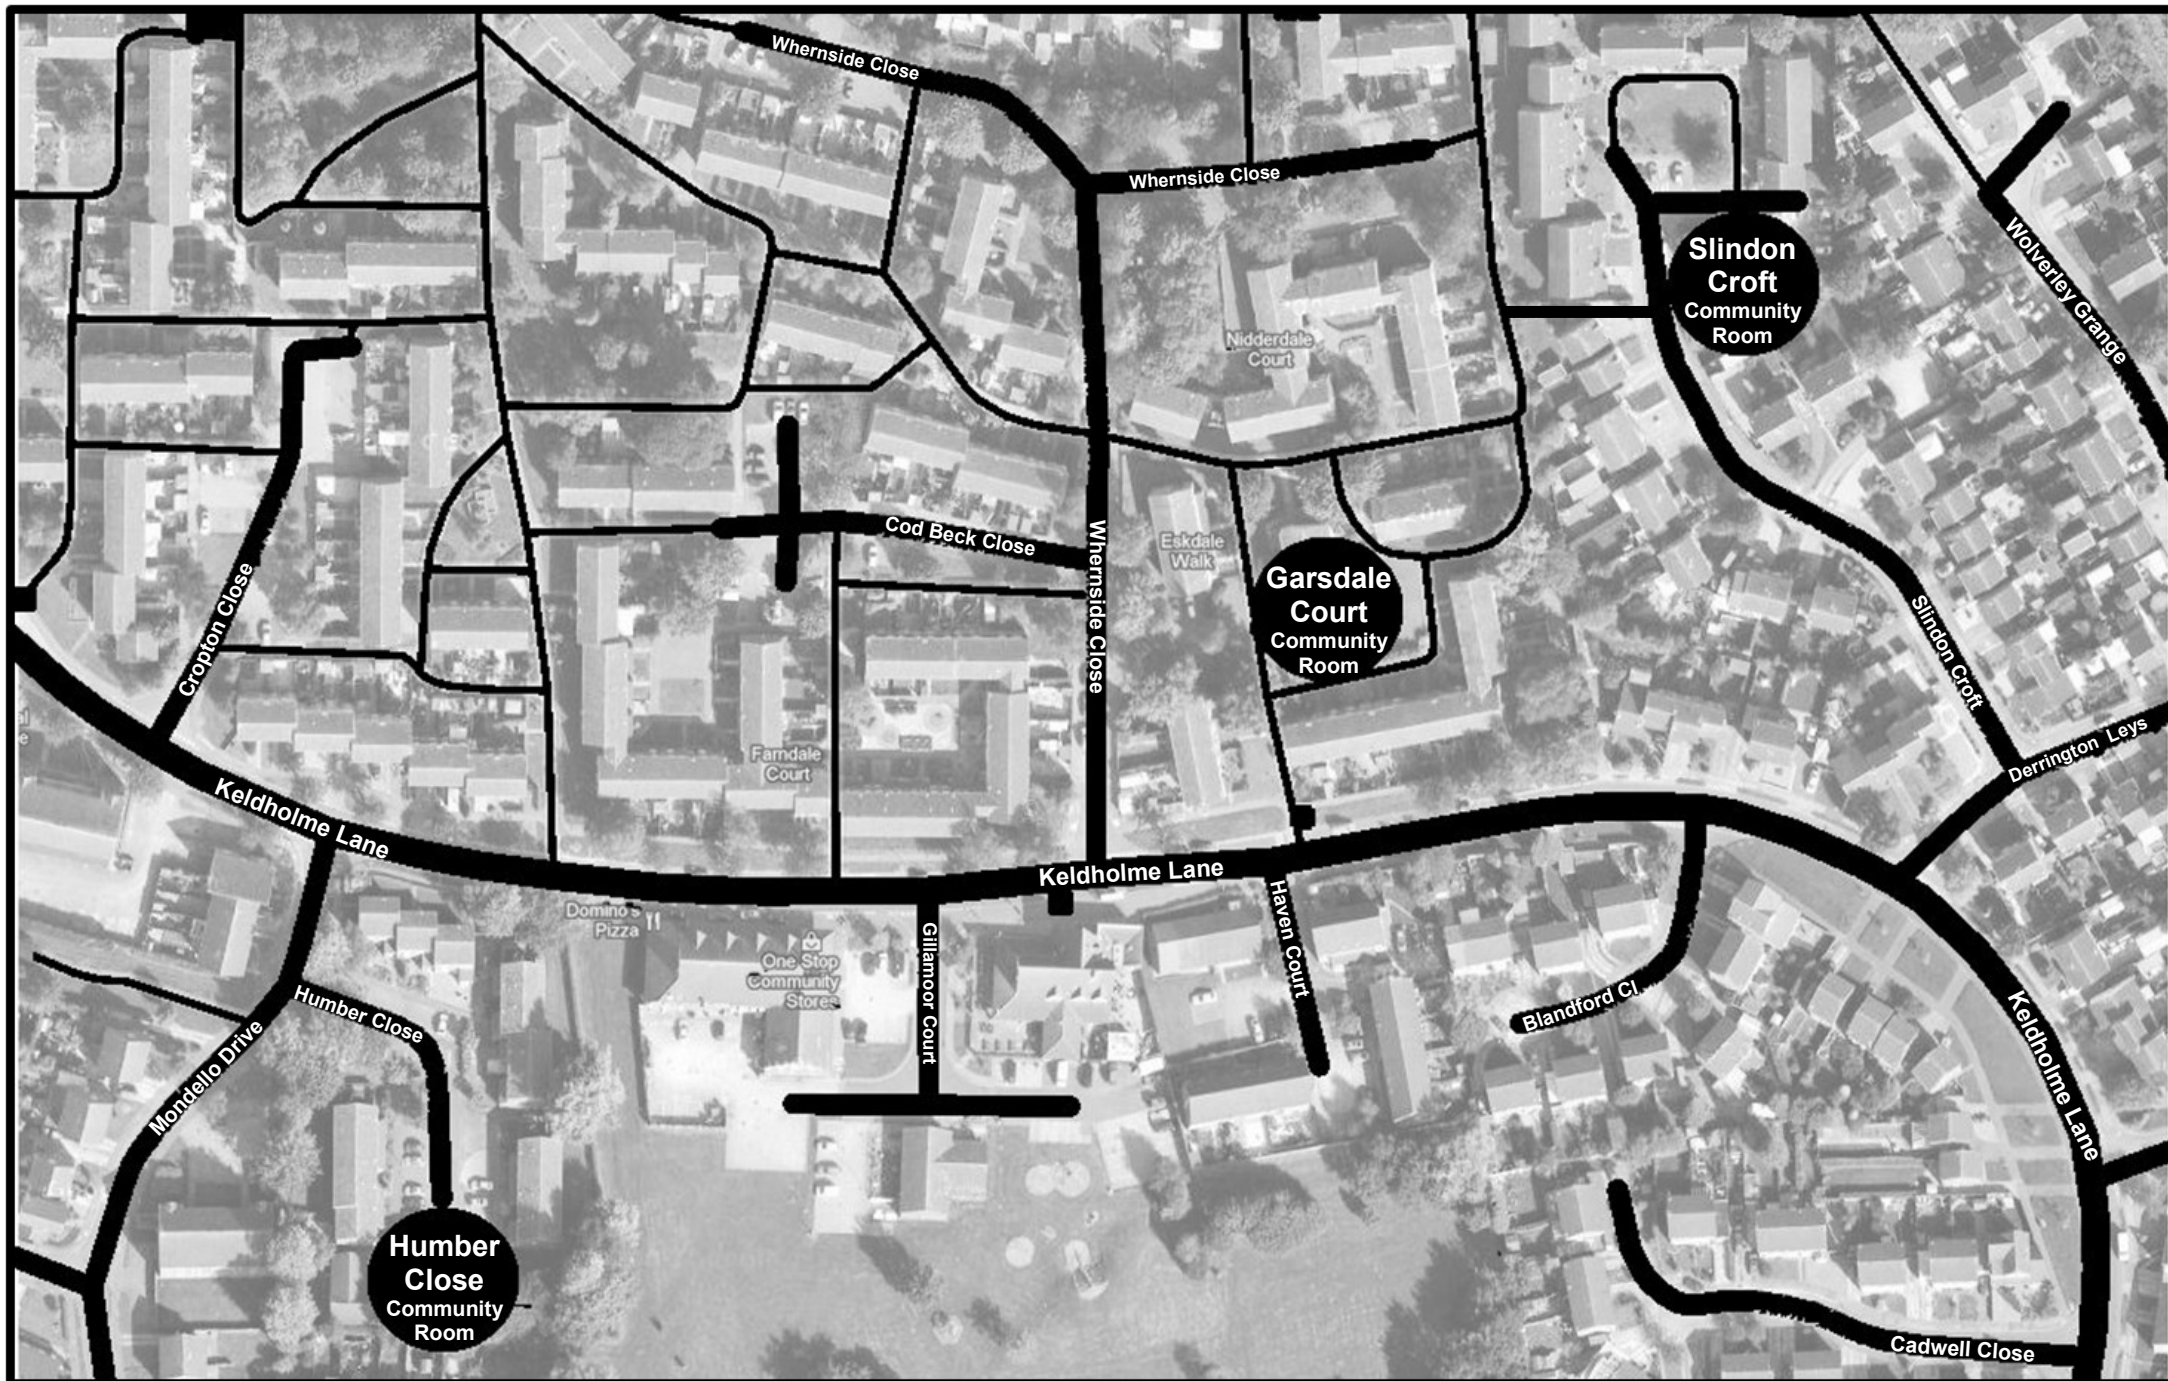 Whernside Close
Whernside Close
Slindon
Croft
Community
Room
Wolverley Grange
Nidderdale
Court
Cod Beck Close
Whernside Close
Eskdale
Walk
Garsdale
Court
Community
Room
Cropton Close
Slindon Croft
Derrington Leys
Farndale
Court
Keldholme Lane
Keldholme Lane
Haven Court
Domino's
Pizza
One Stop
Community
Stores
Gillamoor Court
Blandford Cl
Humber Close
Mondello Drive
Keldholme Lane
Humber
Close
Community
Room
Cadwell Close